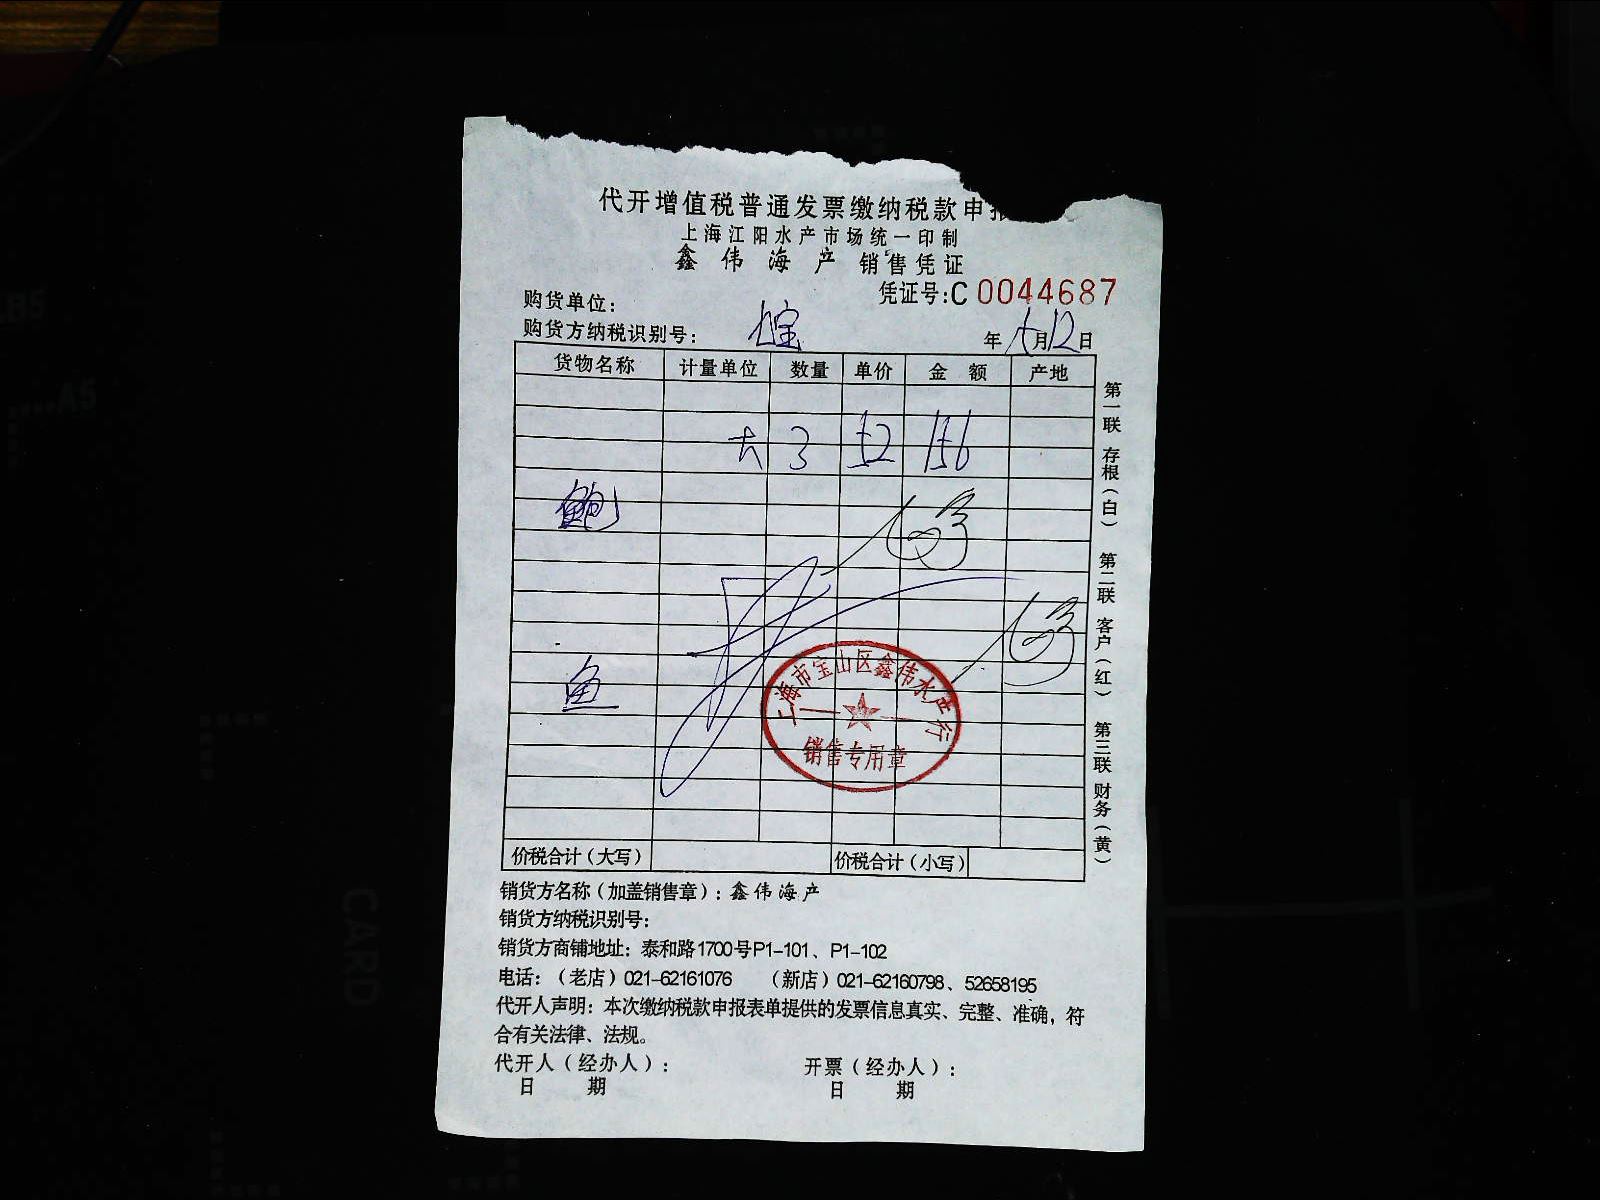 代开增值税普通发票缴纳税款申报
上海江阳水产市场统一印制
鑫伟海产 销售凭证
凭证号:C 0044687
购货单位:
购货方纳税识别号: 七宝
年 月12日
货物名称 计量单位 数量 单价 金额 产地
3 52 156
鲍
鱼
上海市宝山区鑫伟水产行
销售专用章
第一联 存根(白) 第二联 客户(红) 第三联 财务(黄)
价税合计(大写) 价税合计(小写)
销货方名称(加盖销售章): 鑫伟海产
销货方纳税识别号:
销货方商铺地址: 泰和路1700号P1-101、P1-102
电话:(老店)021-62161076 (新店)021-62160798、52658195
代开人声明: 本次缴纳税款申报表单提供的发票信息真实、完整、准确, 符
合有关法律、法规。
代开人(经办人): 开票(经办人):
日 期 日 期
CARD
A5